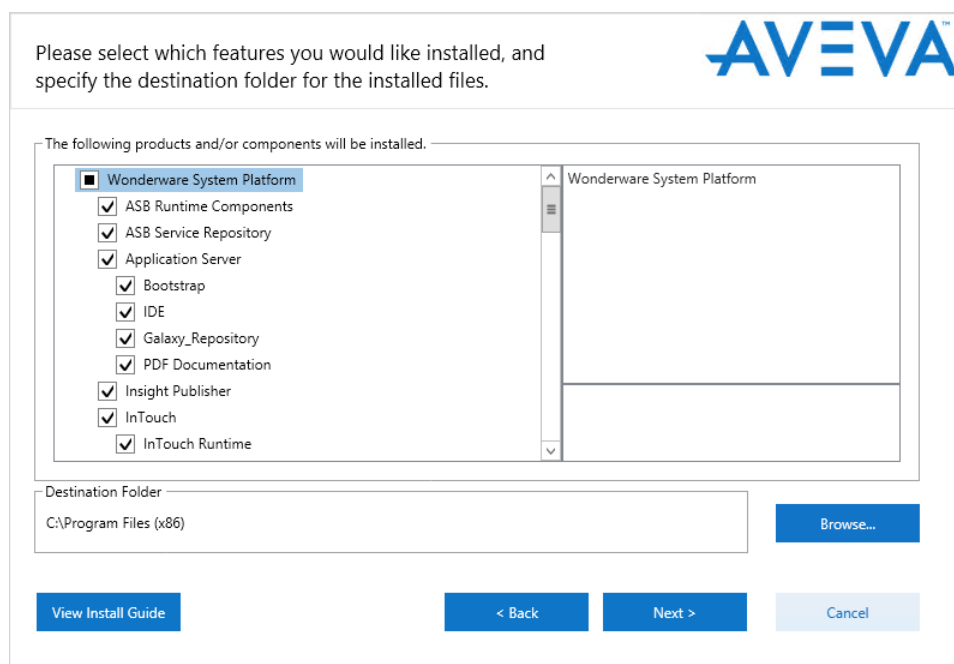 Please select which features you would like installed, and
specify the destination folder for the installed files.
AVEVA™
The following products and/or components will be installed.
Wonderware System Platform
ASB Runtime Components
ASB Service Repository
Application Server
Bootstrap
IDE
Galaxy_Repository
PDF Documentation
Insight Publisher
InTouch
InTouch Runtime
Wonderware System Platform
Destination Folder
C:\Program Files (x86)
Browse...
View Install Guide
< Back
Next >
Cancel